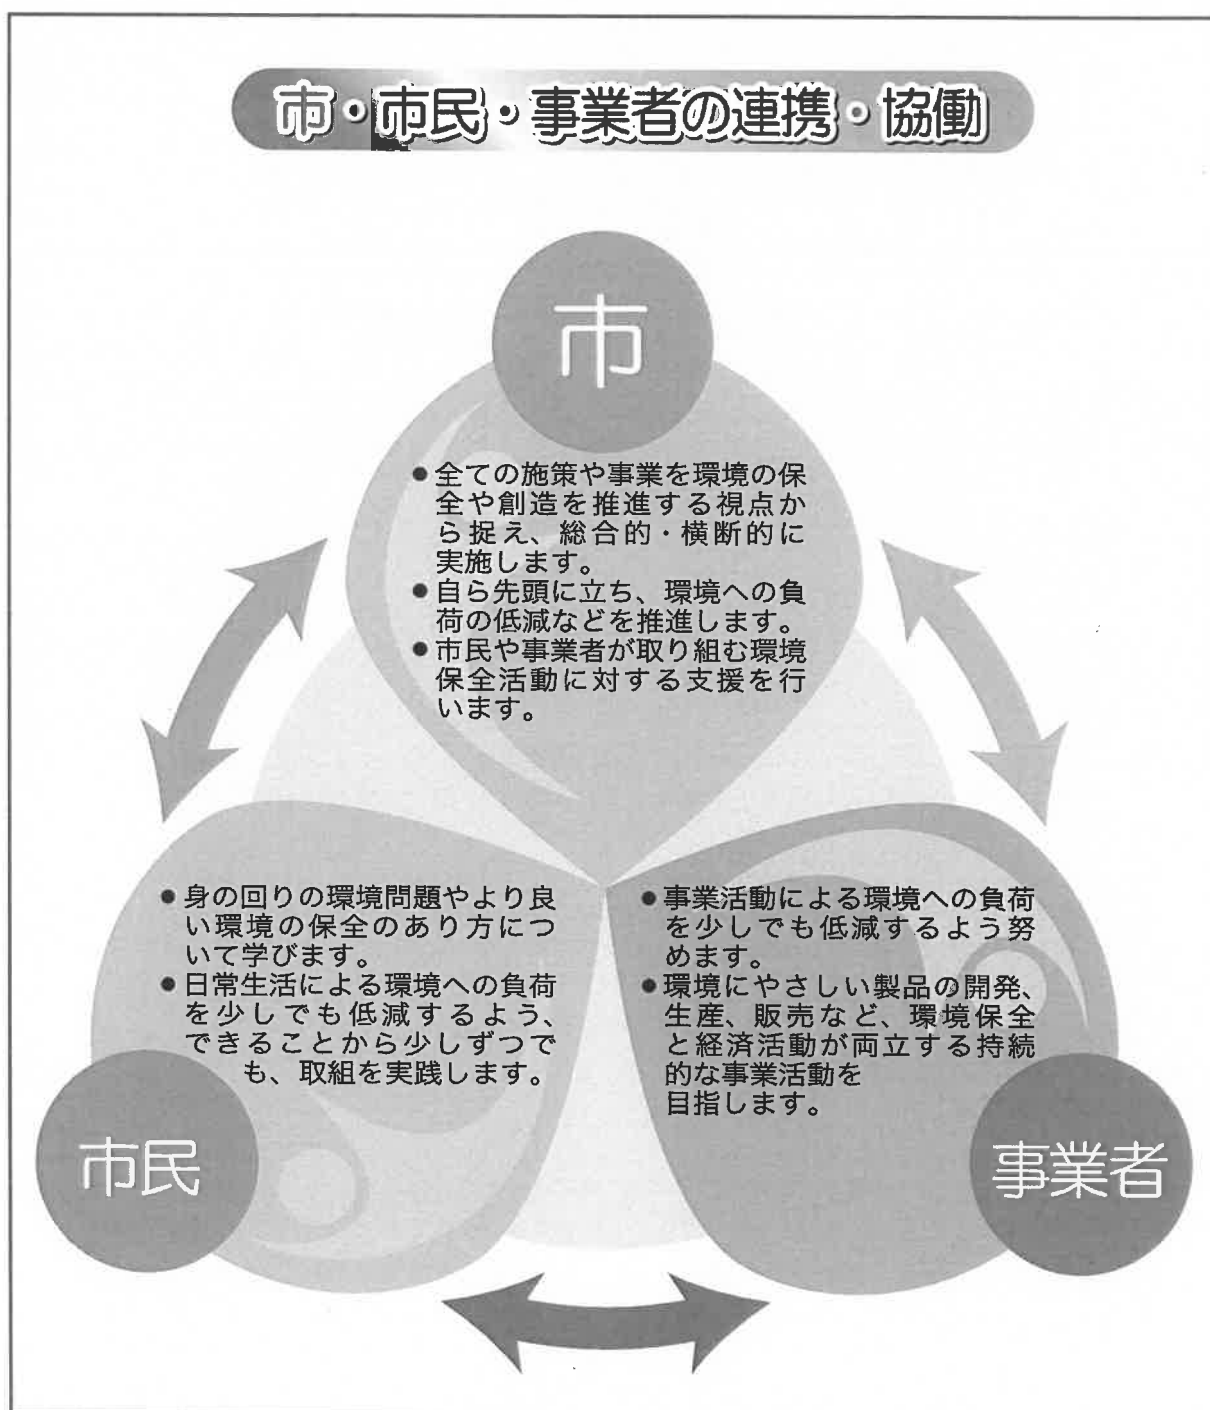 市・市民・事業者の連携・協働
市
●全ての施策や事業を環境の保
全や創造を推進する視点か
ら捉え、総合的・横断的に
実施します。
●自ら先頭に立ち、環境への負
荷の低減などを推進します。
●市民や事業者が取り組む環境
保全活動に対する支援を行
います。
●身の回りの環境問題やより良
い環境の保全のあり方につ
いて学びます。
●日常生活による環境への負荷
を少しでも低減するよう、
できることから少しずつで
も、取組を実践します。
市民
●事業活動による環境への負荷
を少しでも低減するよう努
めます。
●環境にやさしい製品の開発、
生産、販売など、環境保全
と経済活動が両立する持続
的な事業活動を
目指します。
事業者